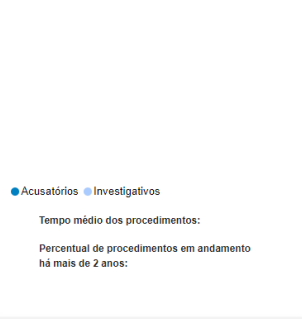 Acusatórios Investigativos
Tempo médio dos procedimentos:
Percentual de procedimentos em andamento
há mais de 2 anos: